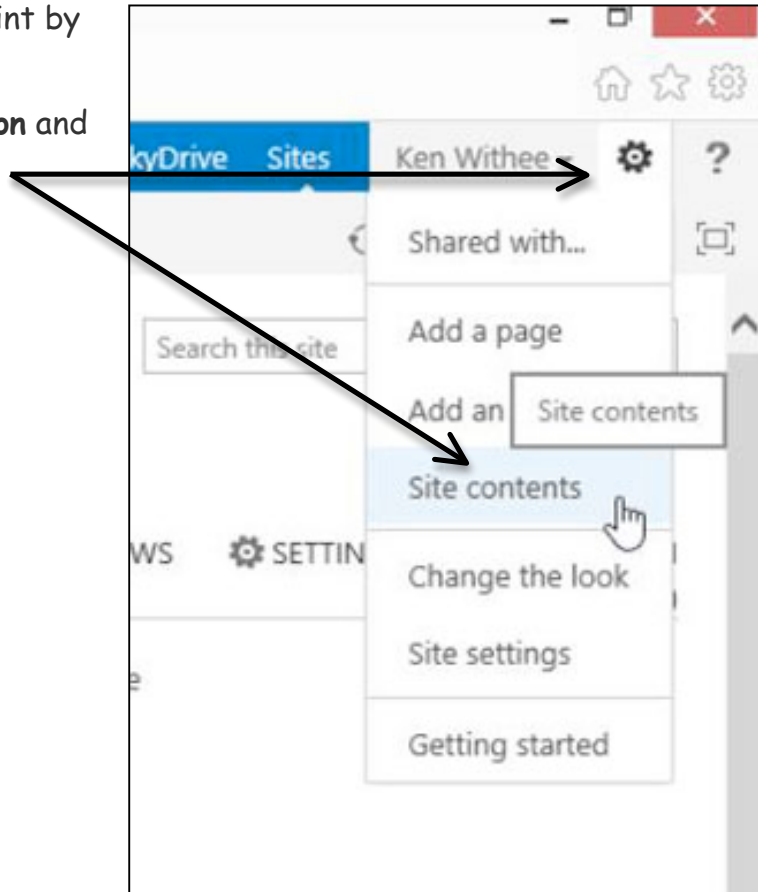 int by
on and
kyDrive Sites Ken Withee ?
Shared with...
Search this site
Add a page
Add an
Site contents
Site contents
WS SETTIN
Change the look
Site settings
Getting started